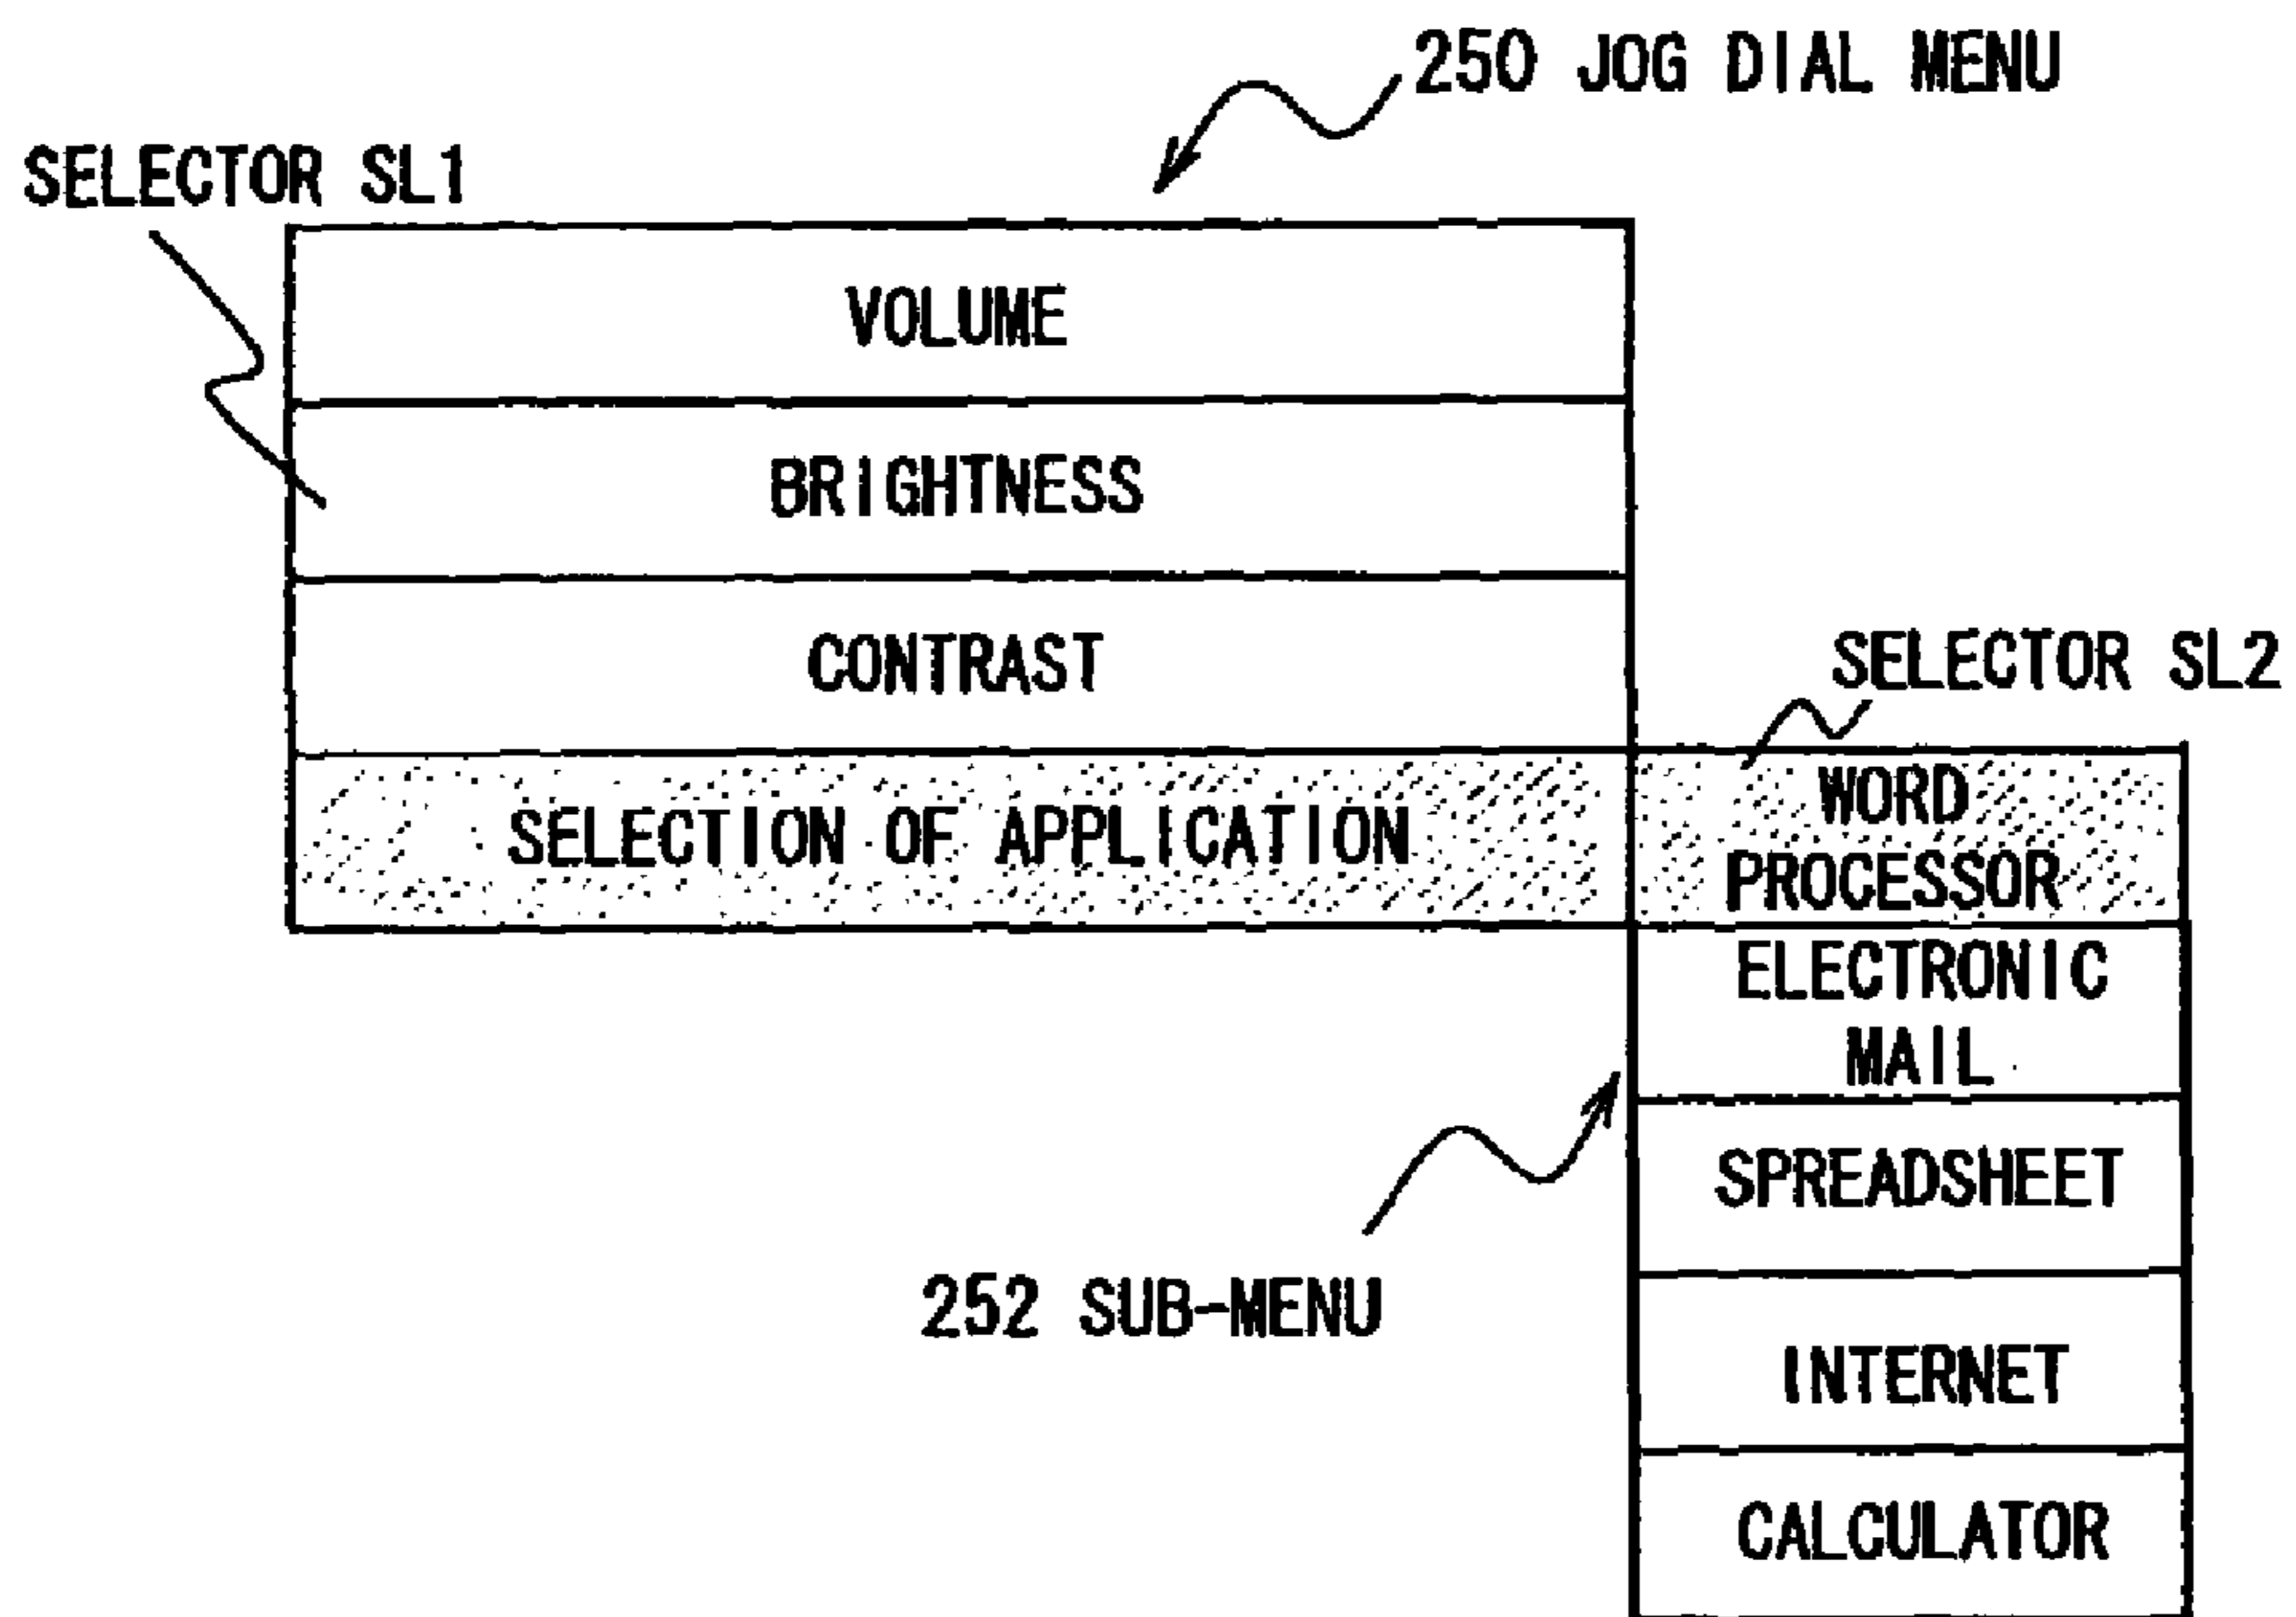 250 JOG DIAL MENU
SELECTOR SL1
VOLUME
BRIGHTNESS
CONTRAST
SELECTOR SL2
SELECTION OF APPLICATION
WORD
PROCESSOR
ELECTRONIC
MAIL
SPREADSHEET
252 SUB-MENU
INTERNET
CALCULATOR